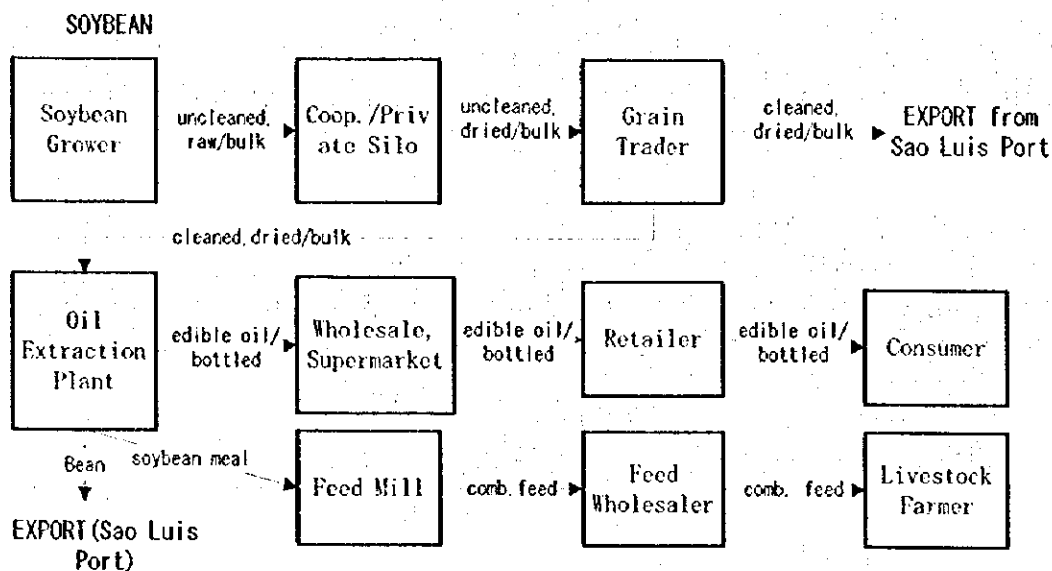 SOYBEAN
Soybean
Grower
uncleaned,
raw/bulk
Coop./Priv
ate Silo
uncleaned,
dried/bulk
Grain
Trader
cleaned,
dried/bulk
EXPORT from
Sao Luis Port
cleaned,dried/bulk
Oil
Extraction
Plant
edible oil/
bottled
Wholesale,
Supermarket
edible oil/
bottled
Retailer
edible oil/
bottled
Consumer
Bean
soybean meal
Feed Mill
comb. feed
Feed
Wholesaler
comb. feed
Livestock
Farmer
EXPORT(Sao Luis
Port)